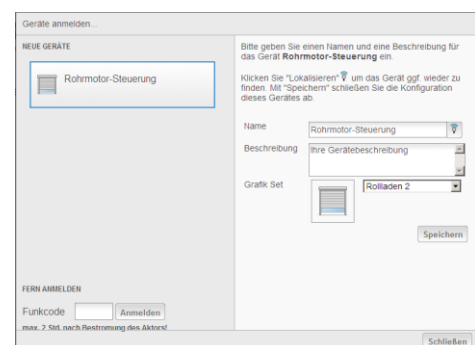 Geräte anmelden...
NEUE GERÄTE
Rohrmotor-Steuerung
FERN ANMELDEN
Funkcode
Anmelden
max. 2 Std. nach Bestromung des Aktors!
Bitte geben Sie einen Namen und eine Beschreibung für
das Gerät Rohrmotor-Steuerung ein.
Klicken Sie "Lokalisieren" um das Gerät ggf. wieder zu
finden. Mit "Speichern" schließen Sie die Konfiguration
dieses Gerätes ab.
Name
Rohrmotor-Steuerung
Beschreibung
Ihre Gerätebeschreibung
Grafik Set
Rollladen 2
Speichern
Schließen